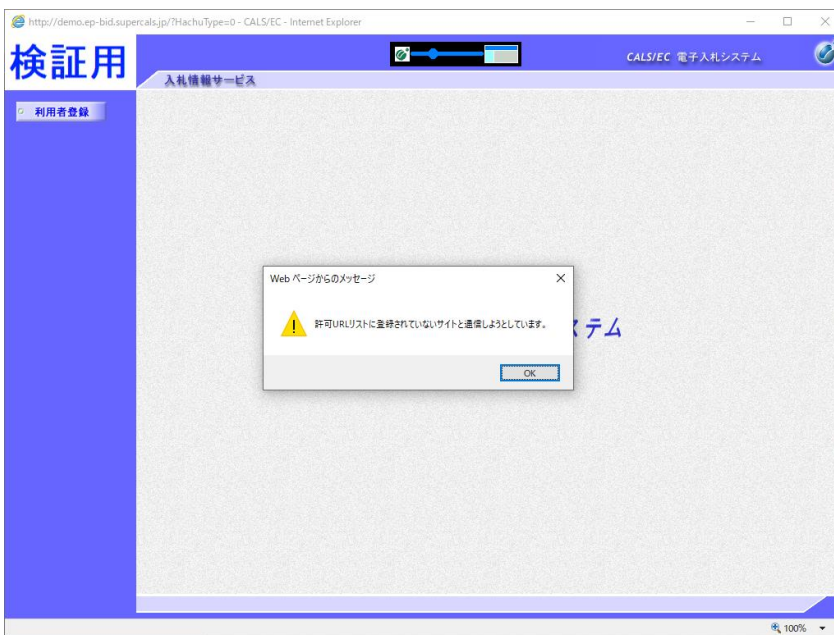 http://demo.ep-bid.supercals.jp/?HachuType=0 - CALS/EC - Internet Explorer
検証用
CALS/EC 電子入札システム
入札情報サービス
利用者登録
Web ページからのメッセージ
許可URLリストに登録されていないサイトと通信しようとしています。
ステム
OK
100%